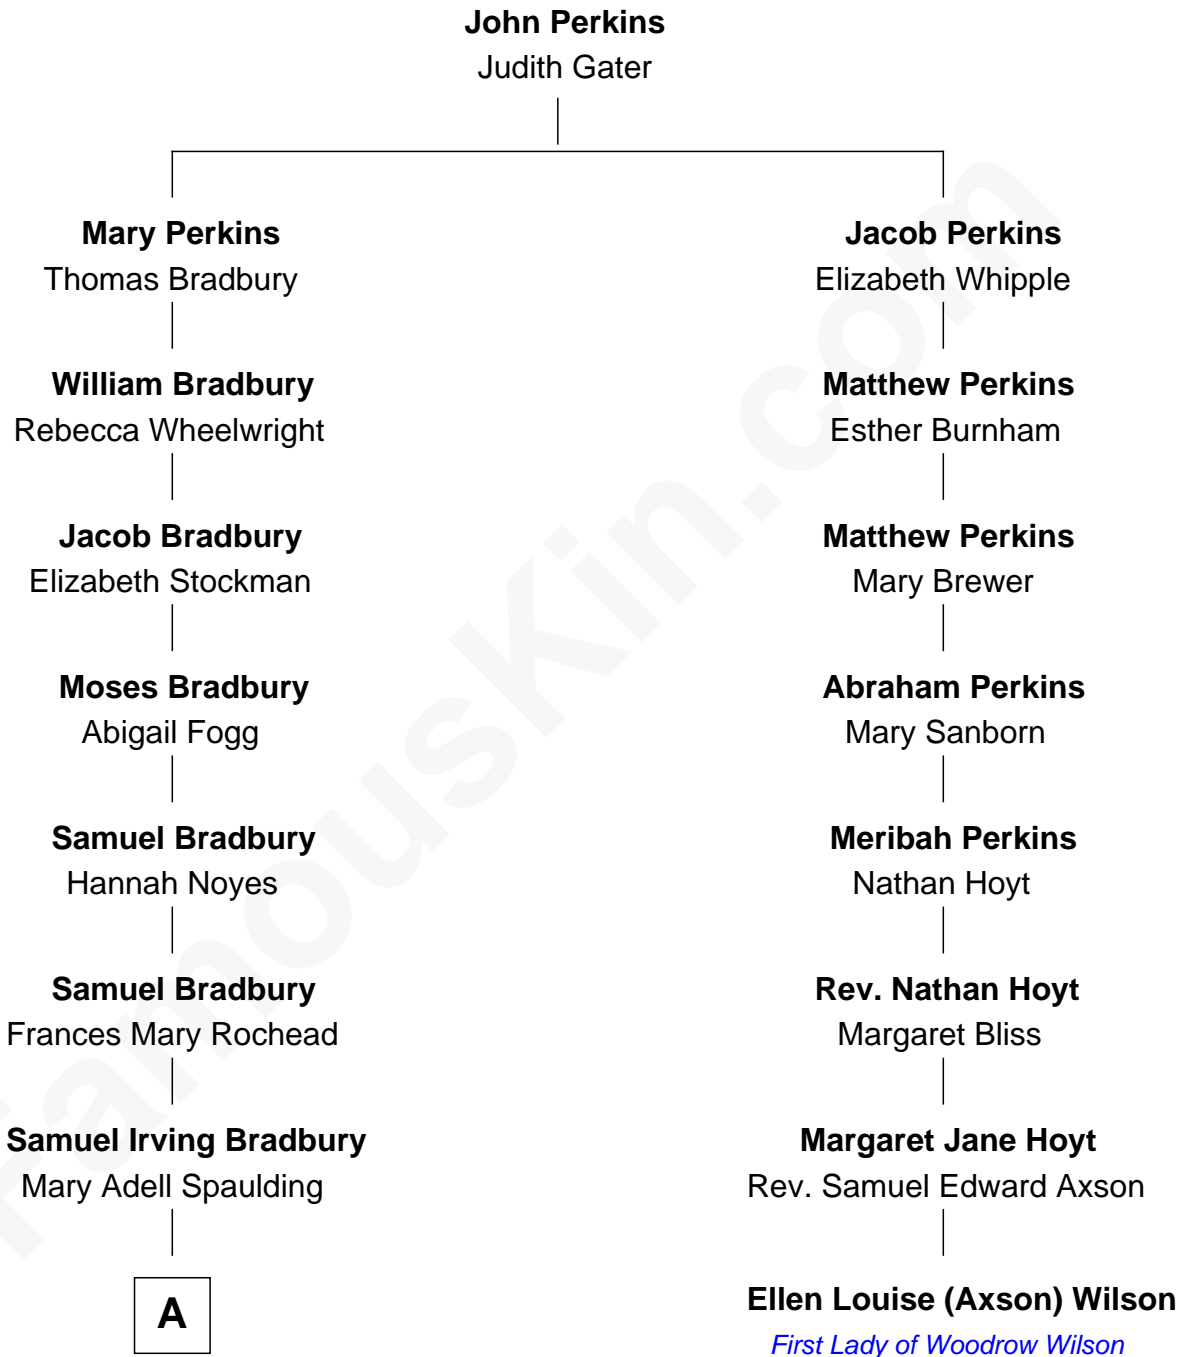 John Perkins
Judith Gater
Mary Perkins
Thomas Bradbury
Jacob Perkins
Elizabeth Whipple
William Bradbury
Rebecca Wheelwright
Matthew Perkins
Esther Burnham
Jacob Bradbury
Elizabeth Stockman
Matthew Perkins
Mary Brewer
Moses Bradbury
Abigail Fogg
Abraham Perkins
Mary Sanborn
Samuel Bradbury
Hannah Noyes
Meribah Perkins
Nathan Hoyt
Samuel Bradbury
Frances Mary Rochead
Rev. Nathan Hoyt
Margaret Bliss
Samuel Irving Bradbury
Mary Adell Spaulding
Margaret Jane Hoyt
Rev. Samuel Edward Axson
A
Ellen Louise (Axson) Wilson
First Lady of Woodrow Wilson
FamousKin.com